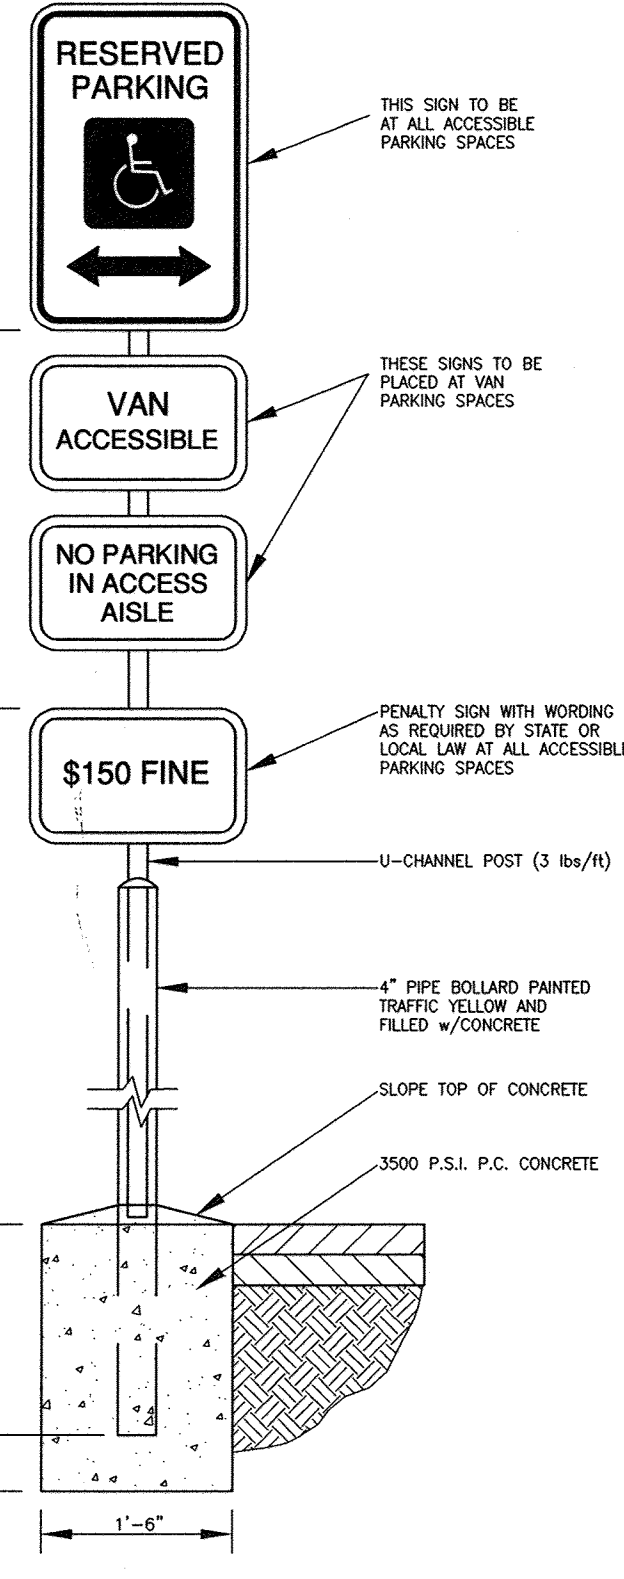 RESERVED
PARKING
THIS SIGN TO BE
AT ALL ACCESSIBLE
PARKING SPACES
VAN
ACCESSIBLE
THESE SIGNS TO BE
PLACED AT VAN
PARKING SPACES
NO PARKING
IN ACCESS
AISLE
$150 FINE
PENALTY SIGN WITH WORDING
AS REQUIRED BY STATE OR
LOCAL LAW AT ALL ACCESSIBLE
PARKING SPACES
U-CHANNEL POST (3 lbs/ft)
4" PIPE BOLLARD PAINTED
TRAFFIC YELLOW AND
FILLED w/CONCRETE
SLOPE TOP OF CONCRETE
3500 P.S.I. P.C. CONCRETE
1'-6"